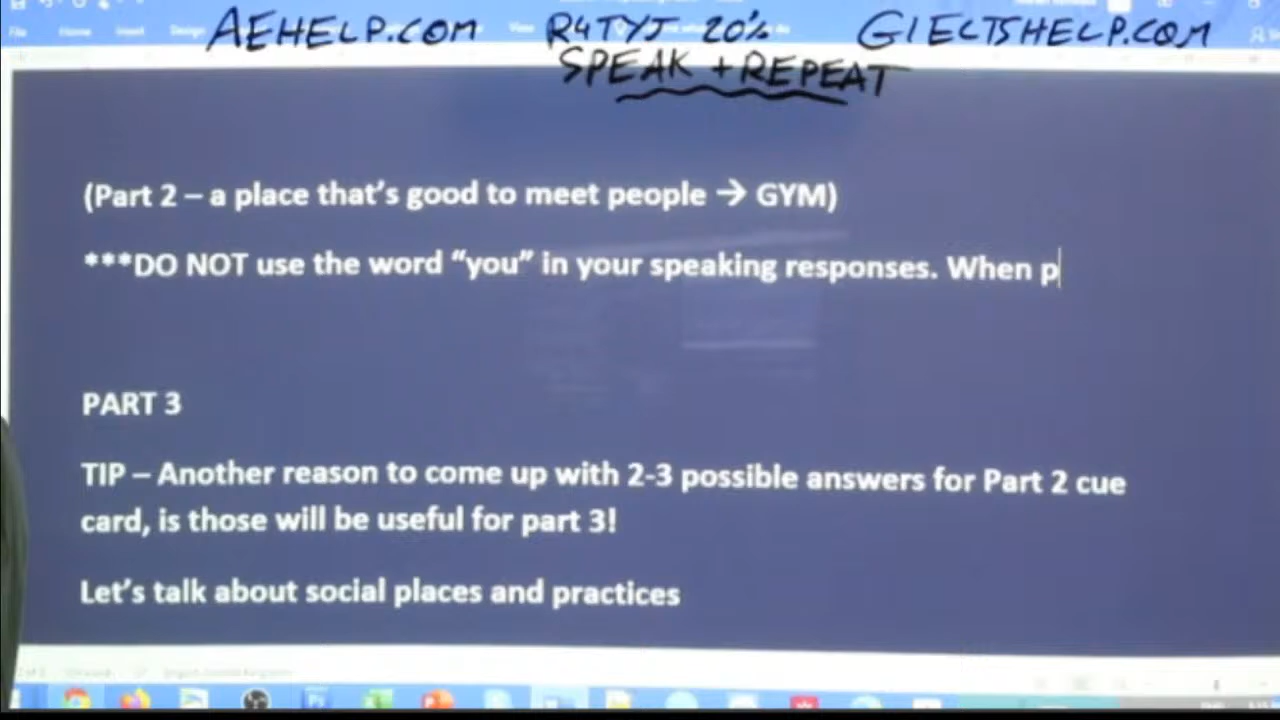 AEHELP.COM R4TYJ 20% GIELTSHELP.COM
SPEAK + REPEAT
(Part 2 – a place that's good to meet people → GYM)
***DO NOT use the word “you” in your speaking responses. When p
PART 3
TIP – Another reason to come up with 2-3 possible answers for Part 2 cue
card, is those will be useful for part 3!
Let's talk about social places and practices